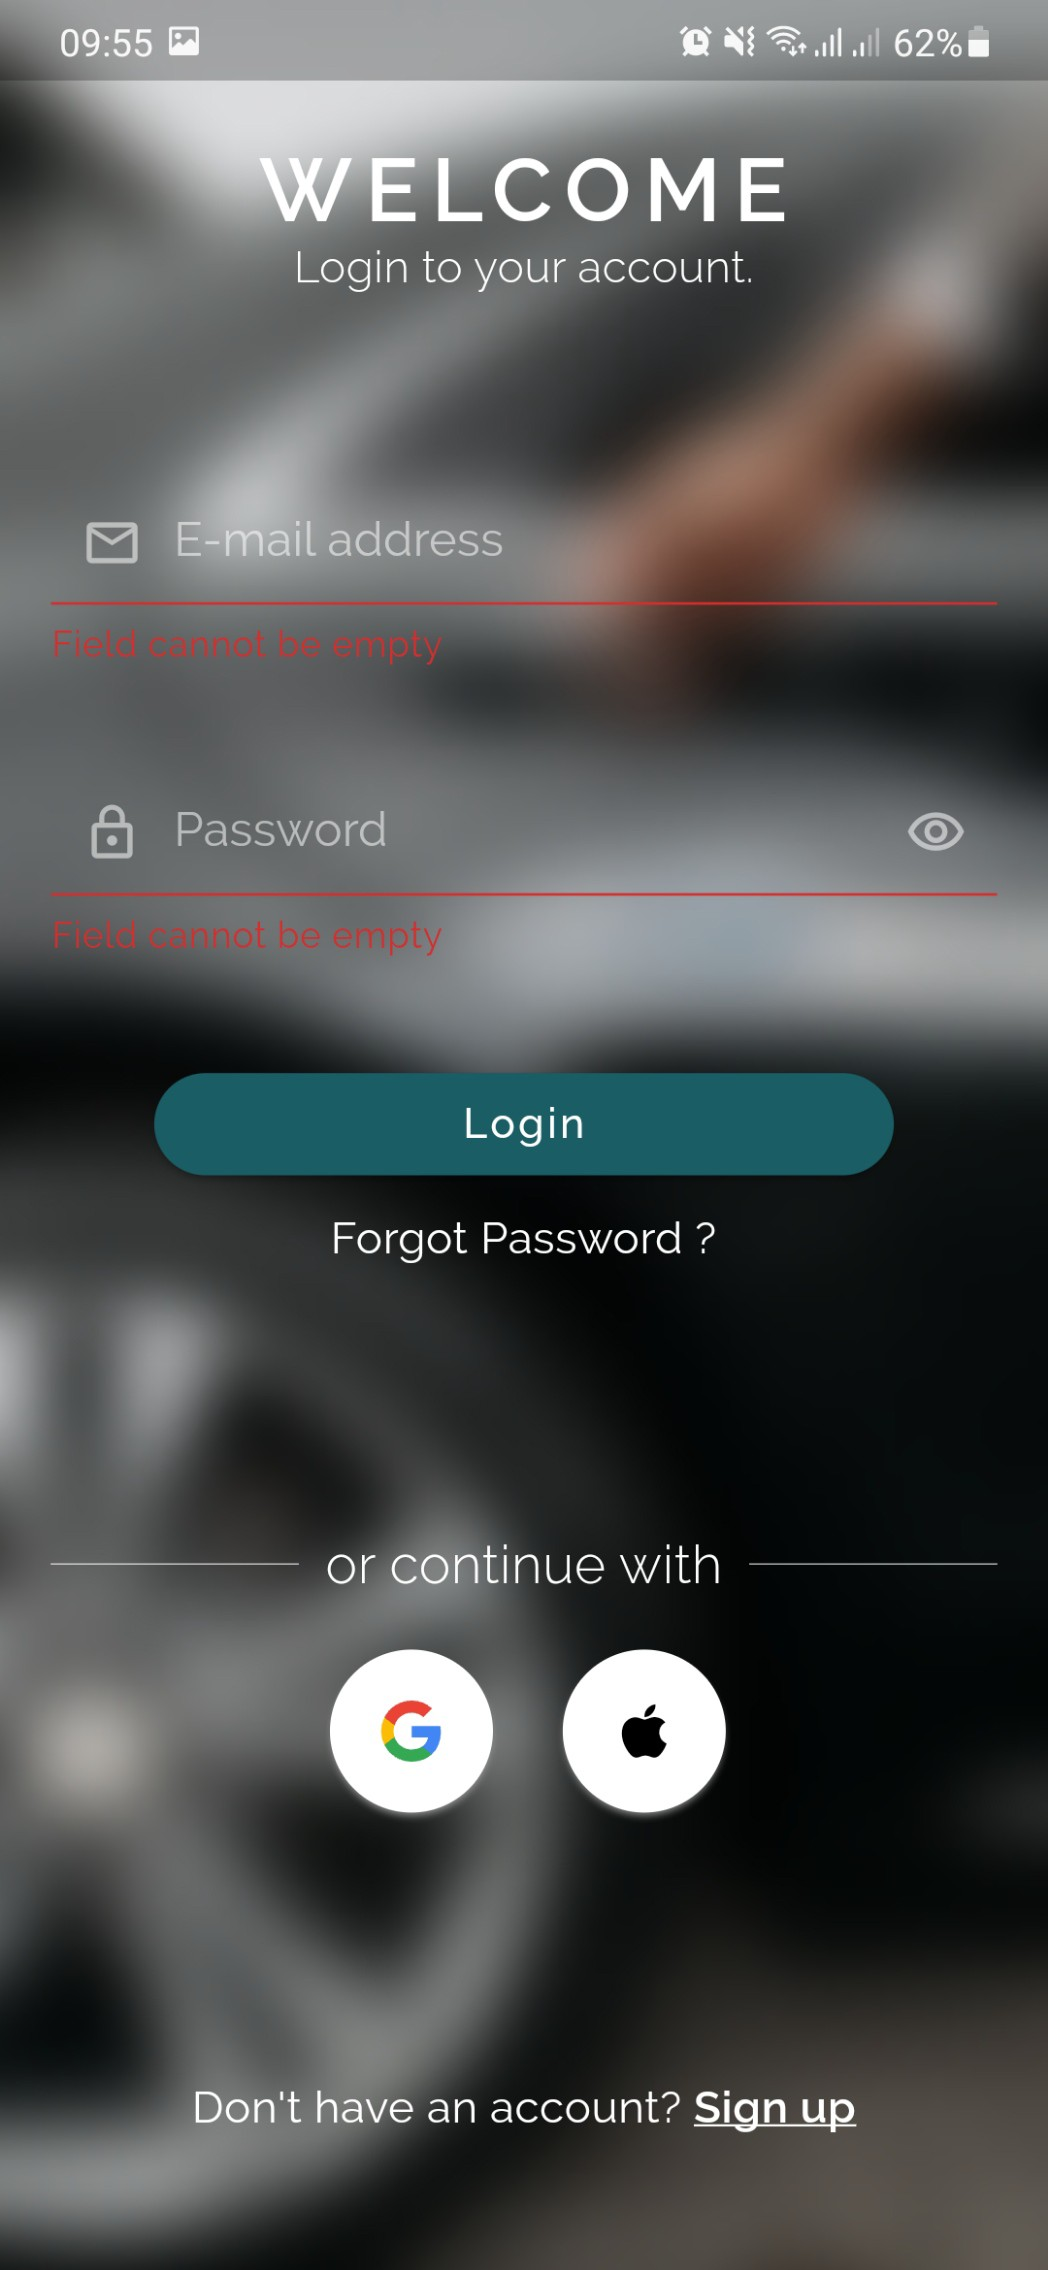 09:55 62%
WELCOME
Login to your account.
E-mail address
Field cannot be empty
Password
Field cannot be empty
Login
Forgot Password ?
or continue with
Don't have an account? Sign up